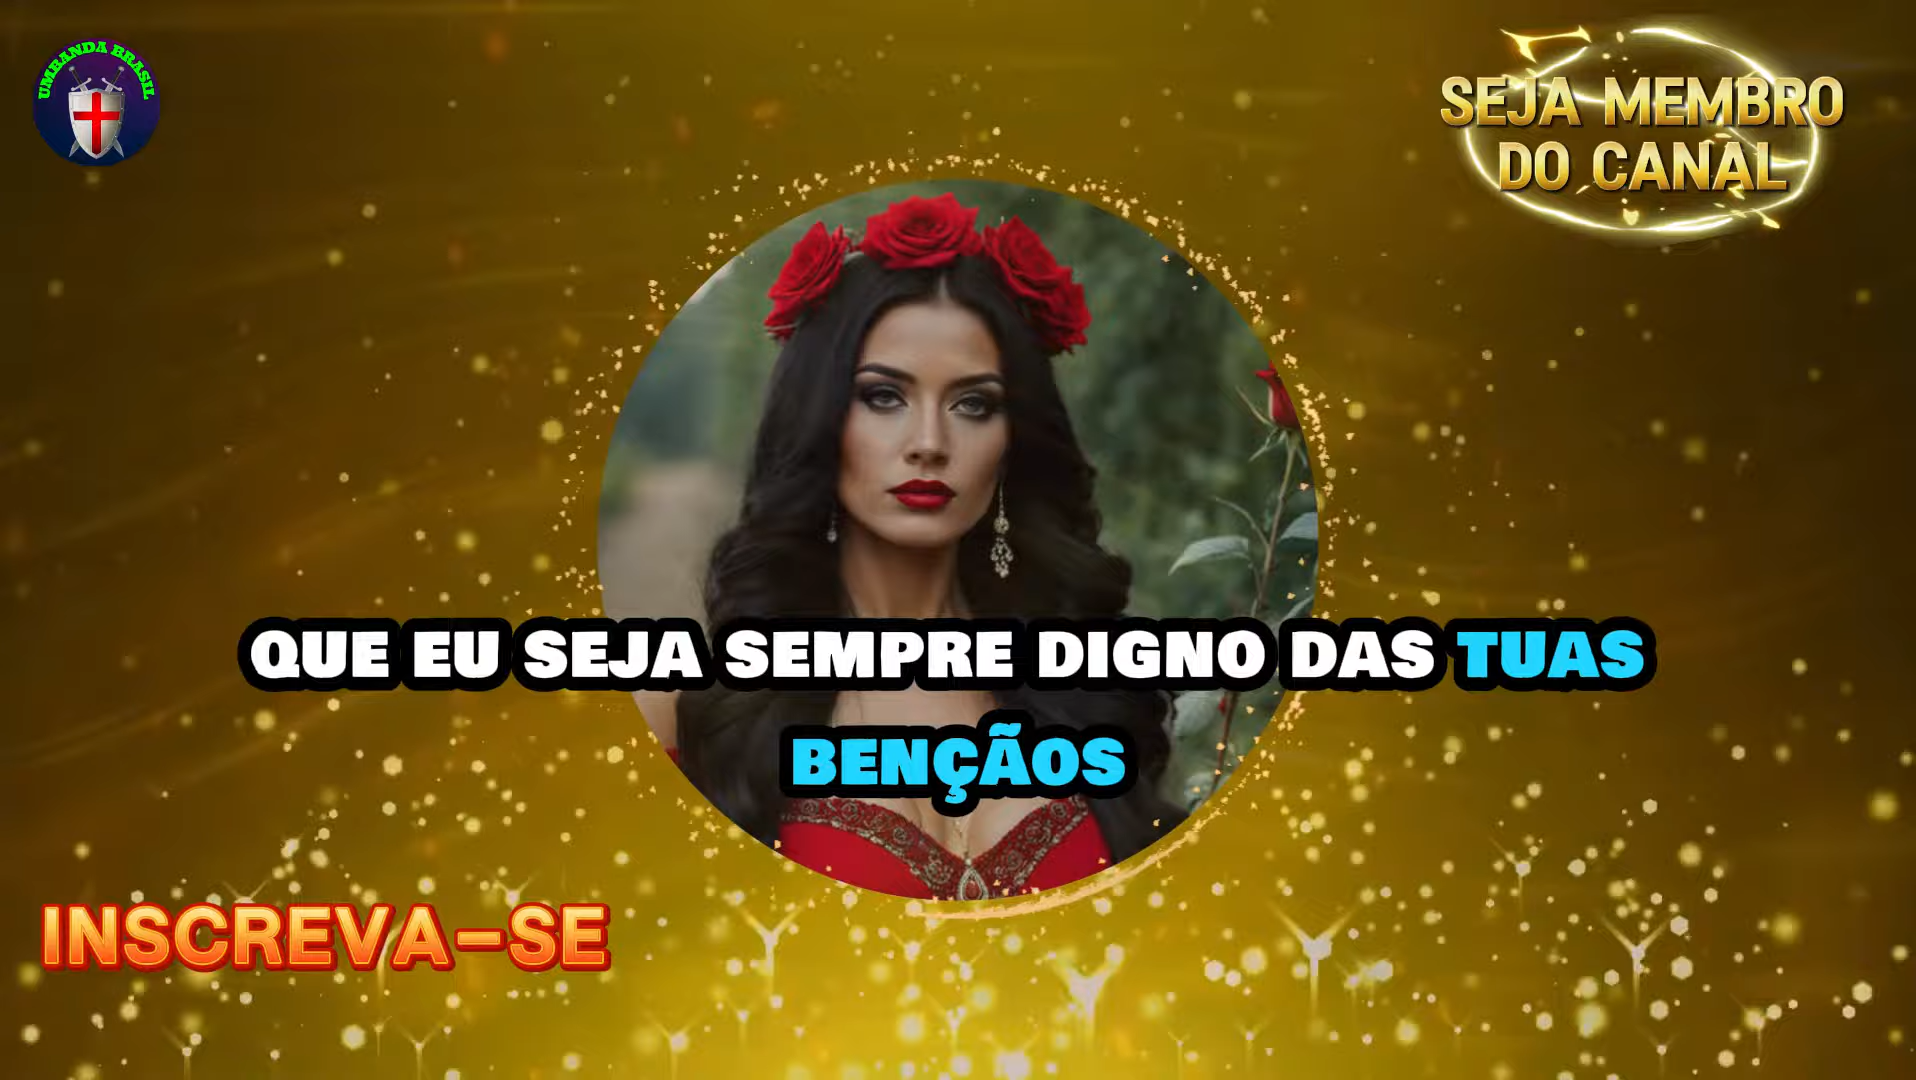 UMBANDA BRASIL
SEJA MEMBRO
DO CANAL
QUE EU SEJA SEMPRE DIGNO DAS TUAS
BENÇÃOS
INSCREVA-SE